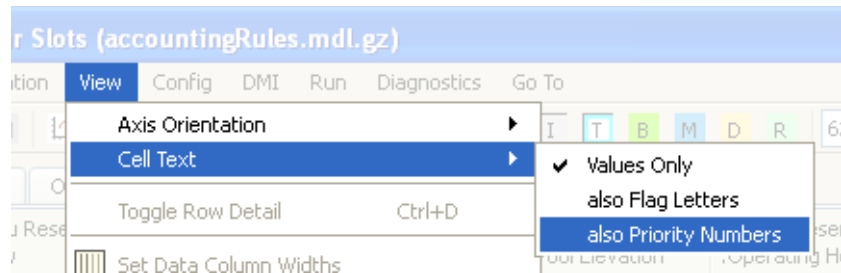 r Slots (accountingRules.mdl.gz)
View Config DMI Run Diagnostics Go To
Axis Orientation
I T B M D R
Cell Text
Values Only
also Flag Letters
Toggle Row Detail Ctrl+D
also Priority Numbers
Set Data Column Widths